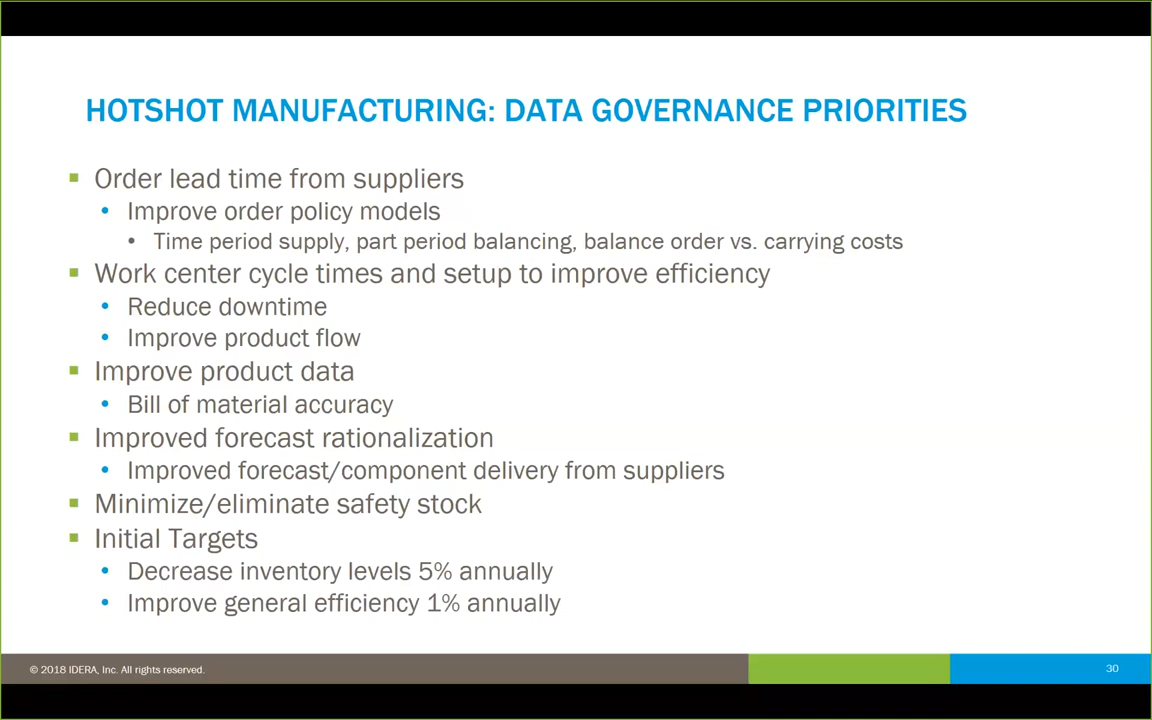 HOTSHOT MANUFACTURING: DATA GOVERNANCE PRIORITIES
Order lead time from suppliers
Improve order policy models
Time period supply, part period balancing, balance order vs. carrying costs
Work center cycle times and setup to improve efficiency
Reduce downtime
Improve product flow
Improve product data
Bill of material accuracy
Improved forecast rationalization
Improved forecast/component delivery from suppliers
Minimize/eliminate safety stock
Initial Targets
Decrease inventory levels 5% annually
Improve general efficiency 1% annually
© 2018 IDERA, Inc. All rights reserved.
30